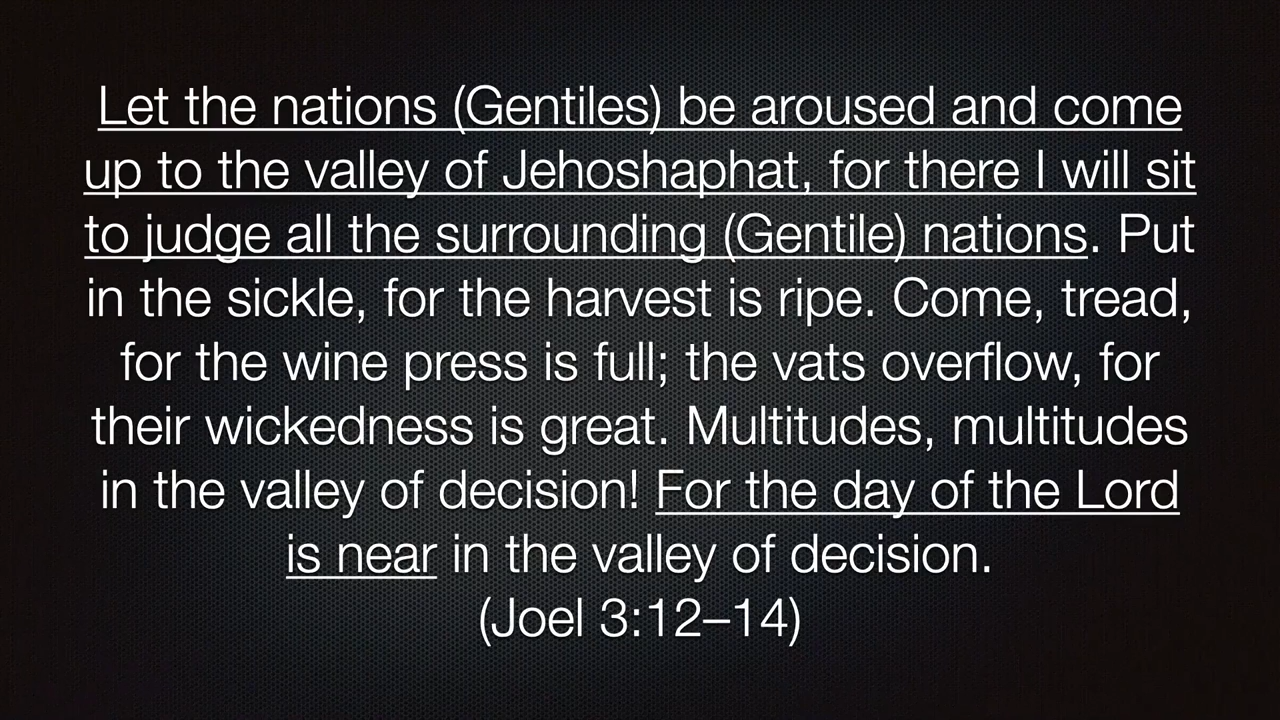 Let the nations (Gentiles) be aroused and come
up to the valley of Jehoshaphat, for there I will sit
to judge all the surrounding (Gentile) nations. Put
in the sickle, for the harvest is ripe. Come, tread,
for the wine press is full; the vats overflow, for
their wickedness is great. Multitudes, multitudes
in the valley of decision! For the day of the Lord
is near in the valley of decision.
(Joel 3:12–14)